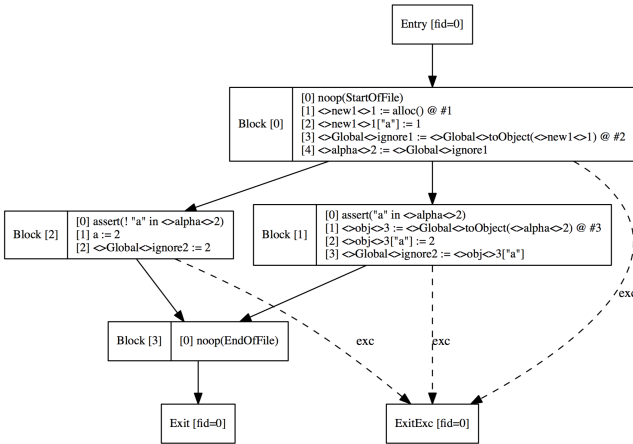 Entry [fid=0]
Block [0]
[0] noop(StartOfFile)
[1] <>new1<>1 := alloc() @ #1
[2] <>new1<>1["a"] := 1
[3] <>Global<>ignore1 := <>Global<>toObject(<>new1<>1) @ #2
[4] <>alpha<>2 := <>Global<>ignore1
Block [2]
[0] assert(! "a" in <>alpha<>2)
[1] a := 2
[2] <>Global<>ignore2 := 2
Block [1]
[0] assert("a" in <>alpha<>2)
[1] <>obj<>3 := <>Global<>toObject(<>alpha<>2) @ #3
[2] <>obj<>3["a"] := 2
[3] <>Global<>ignore2 := <>obj<>3["a"]
exc
exc
exc
Block [3]
[0] noop(EndOfFile)
Exit [fid=0]
ExitExc [fid=0]